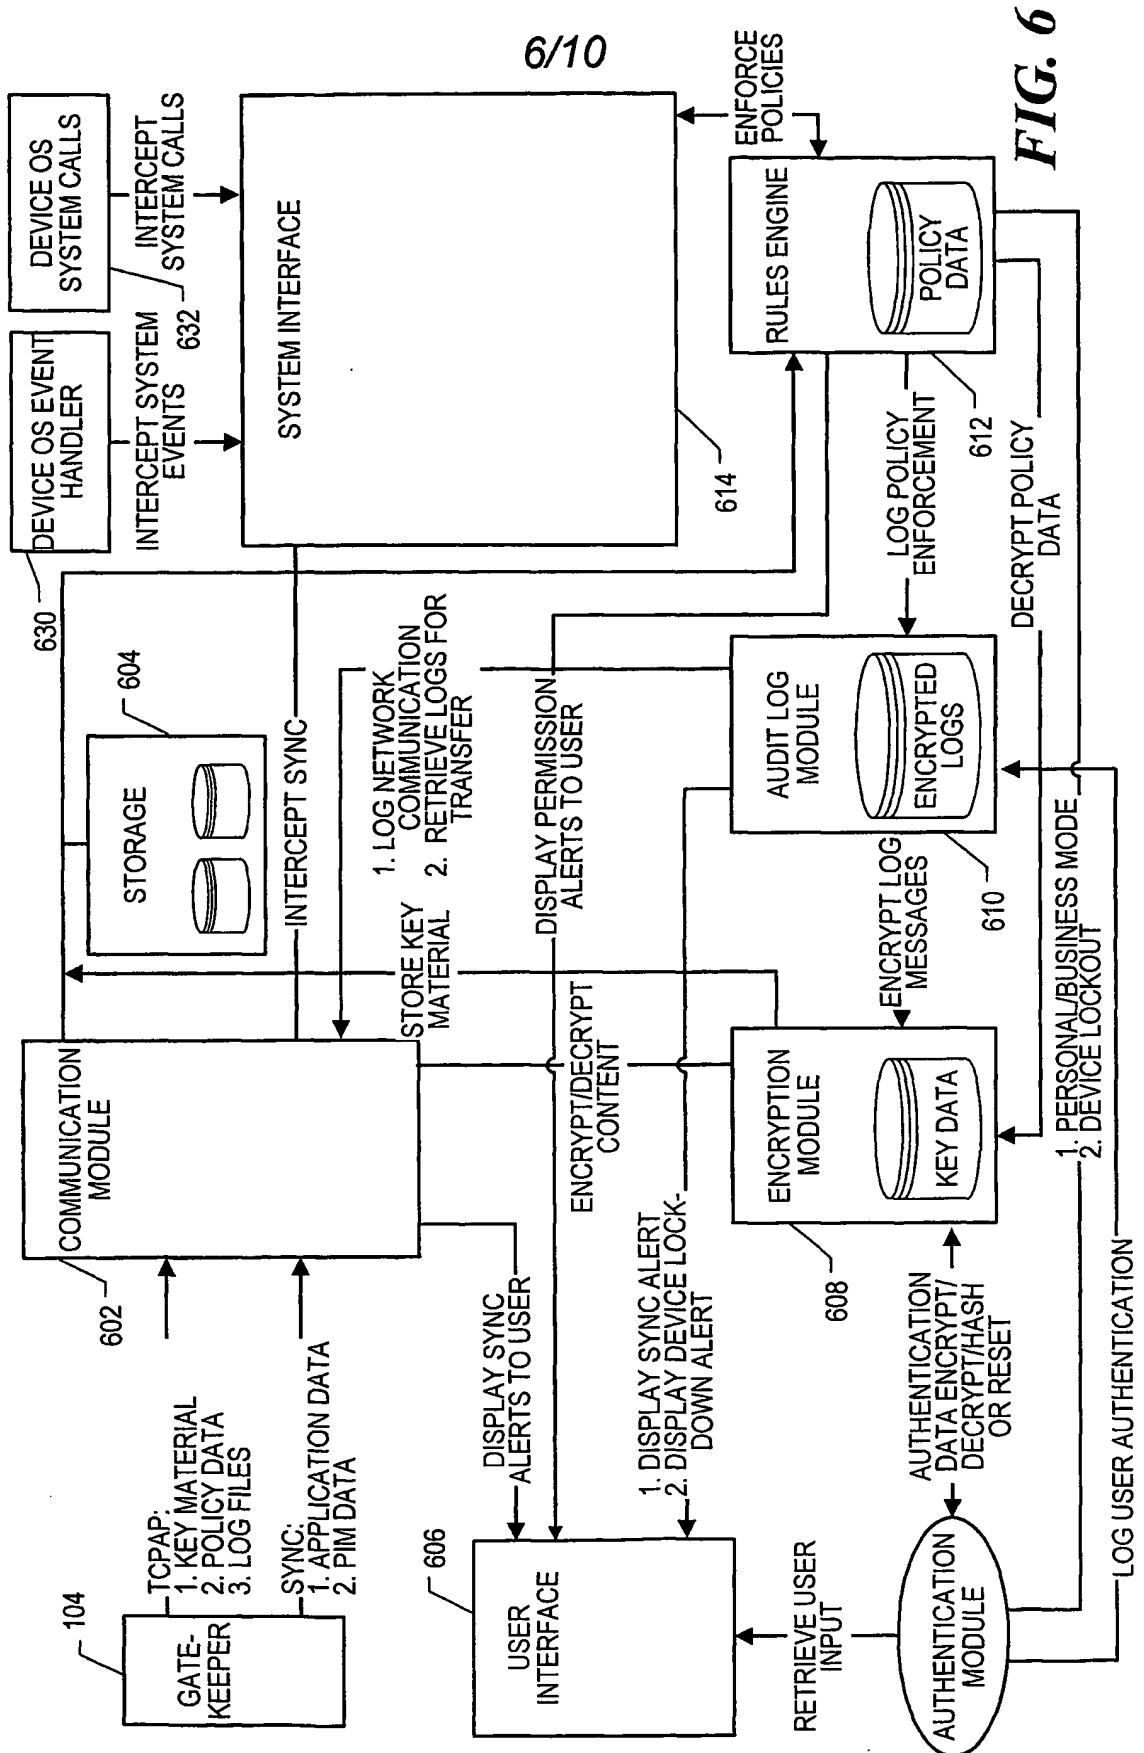 6/10
DEVICE OS
SYSTEM CALLS
INTERCEPT
SYSTEM CALLS
632
DEVICE OS EVENT
HANDLER
INTERCEPT SYSTEM
EVENTS
630
SYSTEM INTERFACE
614
ENFORCE
POLICIES
RULES ENGINE
POLICY
DATA
612
FIG. 6
STORAGE
604
INTERCEPT SYNC
1. LOG NETWORK
COMMUNICATION
2. RETRIEVE LOGS FOR
TRANSFER
DISPLAY PERMISSION
ALERTS TO USER
LOG POLICY
ENFORCEMENT
DECRYPT POLICY
DATA
AUDIT LOG
MODULE
ENCRYPTED
LOGS
610
COMMUNICATION
MODULE
602
STORE KEY
MATERIAL
ENCRYPT/DECRYPT
CONTENT
ENCRYPT LOG
MESSAGES
ENCRYPTION
MODULE
KEY DATA
608
1. PERSONAL/BUSINESS MODE
2. DEVICE LOCKOUT
104
GATE-
KEEPER
TCPAP:
1. KEY MATERIAL
2. POLICY DATA
3. LOG FILES
SYNC:
1. APPLICATION DATA
2. PIM DATA
DISPLAY SYNC
ALERTS TO USER
1. DISPLAY SYNC ALERT
2. DISPLAY DEVICE LOCK-
DOWN ALERT
606
USER
INTERFACE
RETRIEVE USER
INPUT
AUTHENTICATION
DATA ENCRYPT/
DECRYPT/HASH
OR RESET
AUTHENTICATION
MODULE
LOG USER AUTHENTICATION